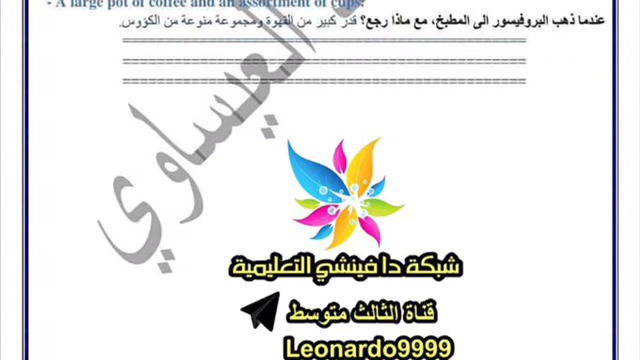 - A large pot of coffee and an assortment of cups.
عندما ذهب البروفيسور الى المطبخ، مع ماذا رجع؟ قدر كبير من القهوة ومجموعة منوعة من الكؤوس.
العيساوي
شبكة دا فينشي التعليمية
قناة الثالث متوسط
Leonardo9999